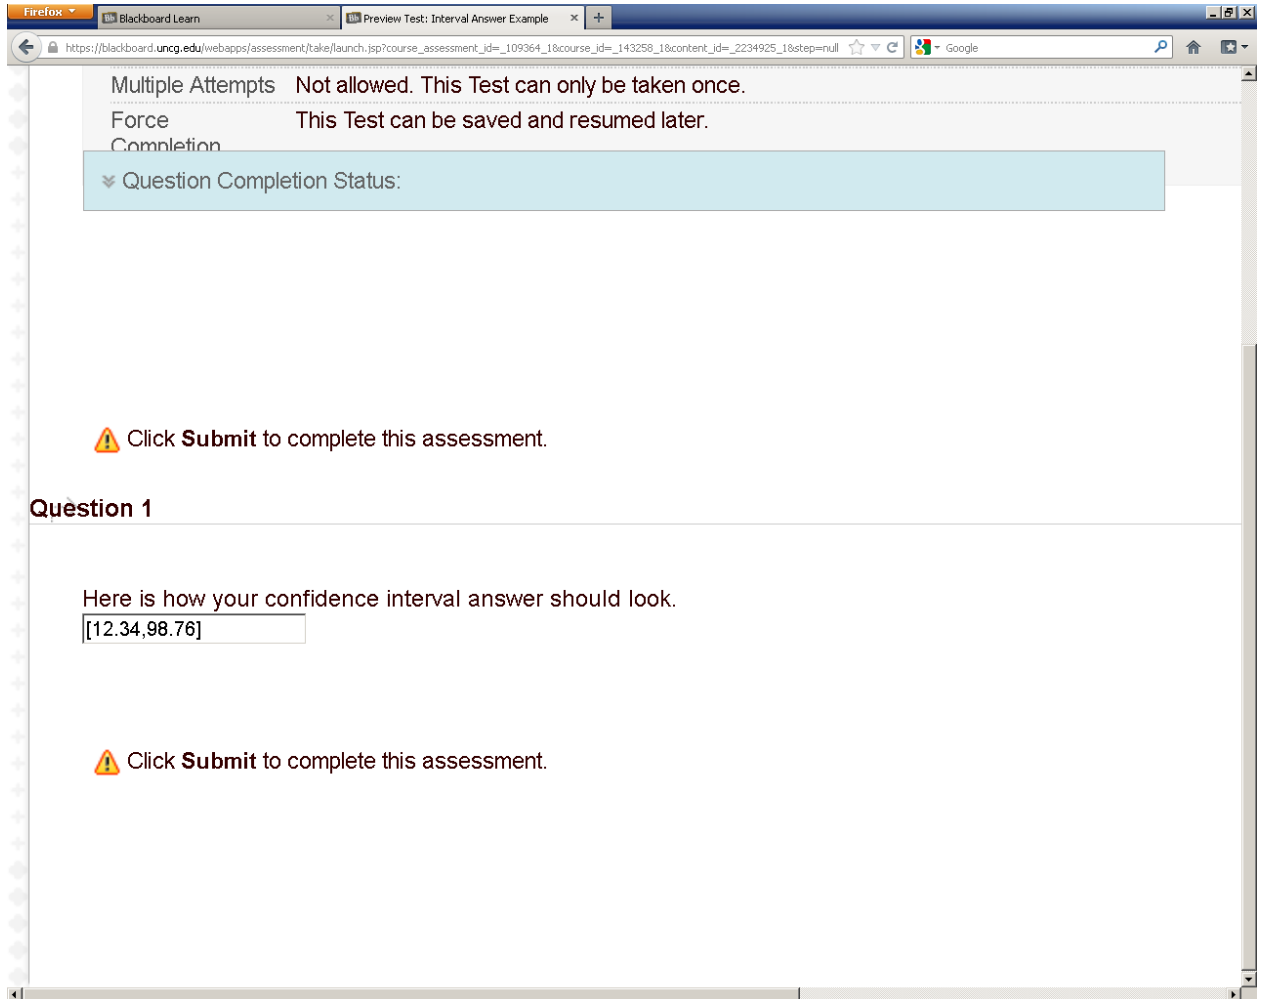 Firefox
Blackboard Learn
Preview Test: Interval Answer Example
https://blackboard.uncg.edu/webapps/assessment/take/launch.jsp?course_assessment_id=_109364_1&course_id=_143258_1&content_id=_2234925_1&step=null
Google
Multiple Attempts Not allowed. This Test can only be taken once.
Force This Test can be saved and resumed later.
Completion
Question Completion Status:
Click Submit to complete this assessment.
Question 1
Here is how your confidence interval answer should look.
[12.34,98.76]
Click Submit to complete this assessment.